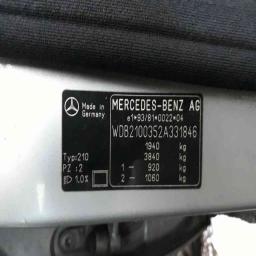 Made in
Germany
MERCEDES-BENZ AG
e1*93/81*0022*04
WDB2100352A331846
1940 kg
3840 kg
Typ:210
1 — 920 kg
PZ :2
2 — 1060 kg
1.0%